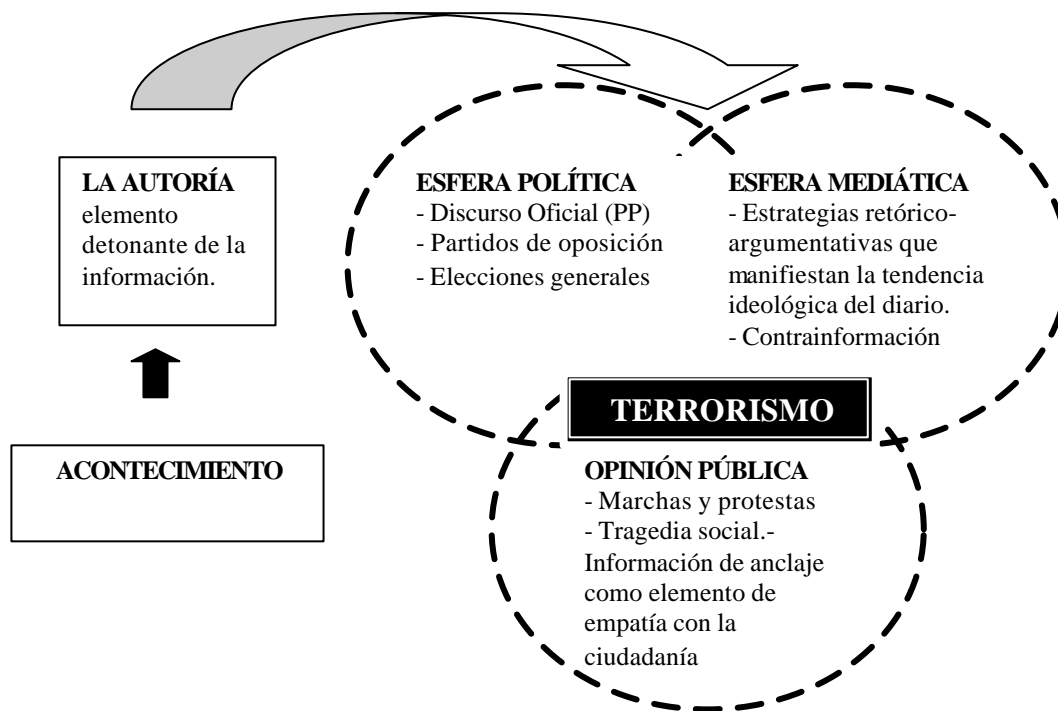 LA AUTORÍA
elemento
detonante de la
información.
ACONTECIMIENTO
ESFERA POLÍTICA
- Discurso Oficial (PP)
- Partidos de oposición
- Elecciones generales
ESFERA MEDIÁTICA
- Estrategias retórico-
argumentativas que
manifiestan la tendencia
ideológica del diario.
- Contrainformación
TERRORISMO
OPINIÓN PÚBLICA
- Marchas y protestas
- Tragedia social.-
Información de anclaje
como elemento de
empatía con la
ciudadanía